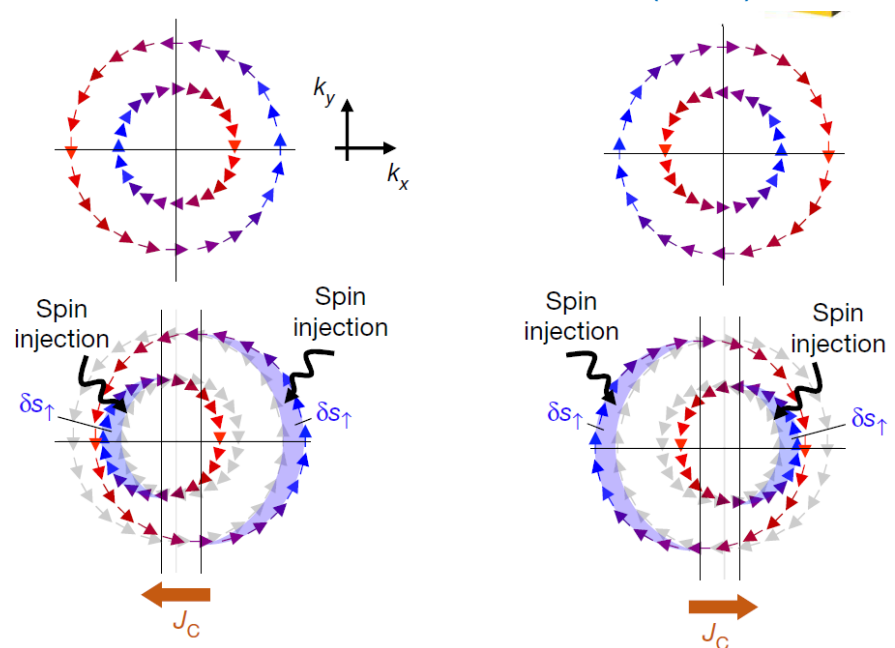 k_y
k_x
Spin
injection
Spin
injection
δs↑
δs↑
J_C
Spin
injection
Spin
injection
δs↑
δs↑
J_C